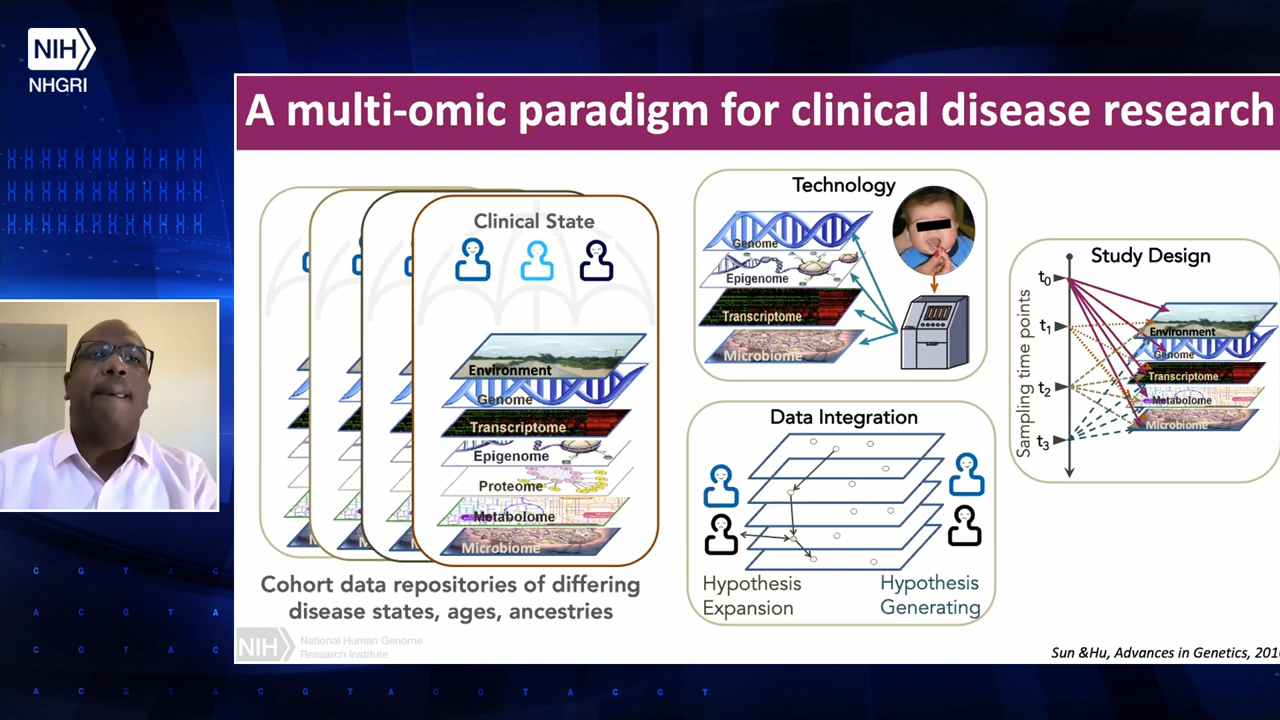 NIH
NHGRI
A multi-omic paradigm for clinical disease research
Clinical State
Environment
Genome
Transcriptome
Epigenome
Proteome
Metabolome
Microbiome
Cohort data repositories of differing
disease states, ages, ancestries
Technology
Genome
Epigenome
Transcriptome
Microbiome
Data Integration
Hypothesis
Expansion
Hypothesis
Generating
Study Design
Sampling time points
t0
t1
t2
t3
Environment
Genome
Transcriptome
Metabolome
Microbiome
NIH
National Human Genome
Research Institute
Sun &Hu, Advances in Genetics,
C G T A C
A C G T A
C G T A C
A C G T A C G T A C G T A C G T